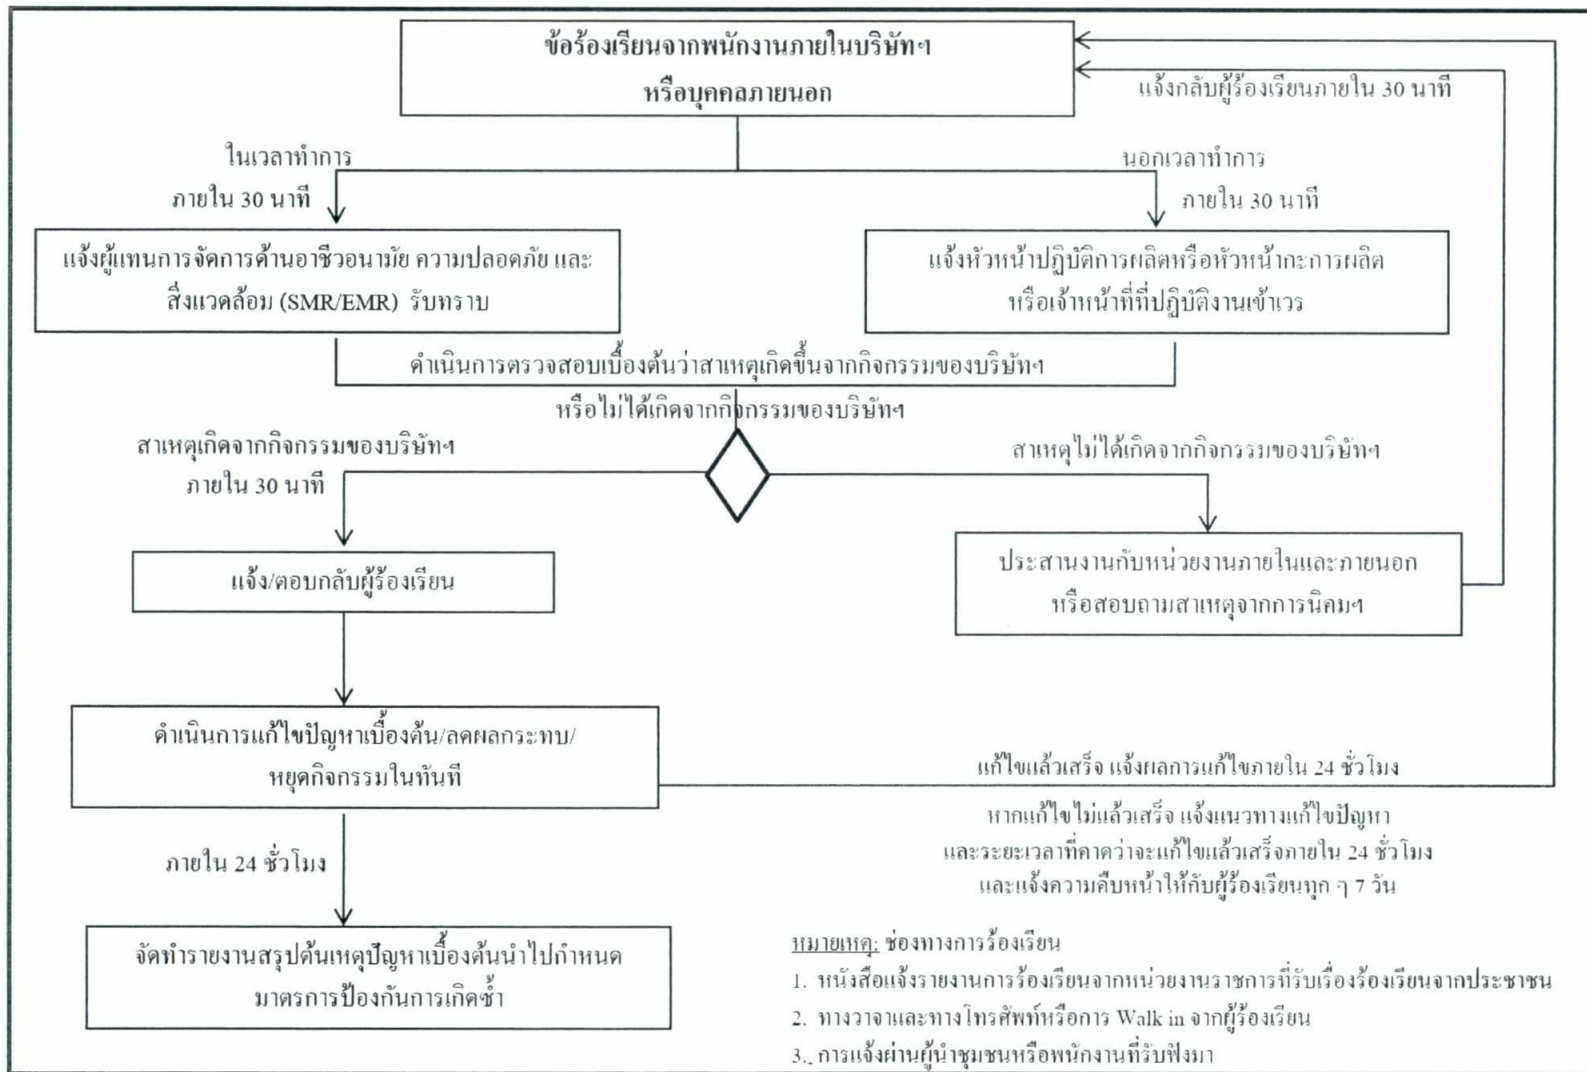 ข้อร้องเรียนจากพนักงานภายในบริษัทฯ
หรือบุคคลภายนอก
แจ้งกลับผู้ร้องเรียนภายใน 30 นาที
ในเวลาทำการ
ภายใน 30 นาที
นอกเวลาทำการ
ภายใน 30 นาที
แจ้งผู้แทนการจัดการด้านอาชีวอนามัย ความปลอดภัย และ
สิ่งแวดล้อม (SMR/EMR) รับทราบ
แจ้งหัวหน้าปฏิบัติการผลิตหรือหัวหน้ากะการผลิต
หรือเจ้าหน้าที่ที่ปฏิบัติงานเข้าเวร
ดำเนินการตรวจสอบเบื้องต้นว่าสาเหตุเกิดขึ้นจากกิจกรรมของบริษัทฯ
หรือไม่ได้เกิดจากกิจกรรมของบริษัทฯ
สาเหตุเกิดจากกิจกรรมของบริษัทฯ
ภายใน 30 นาที
สาเหตุไม่ได้เกิดจากกิจกรรมของบริษัทฯ
แจ้ง/ตอบกลับผู้ร้องเรียน
ประสานงานกับหน่วยงานภายในและภายนอก
หรือสอบถามสาเหตุจากการนิคมฯ
ดำเนินการแก้ไขปัญหาเบื้องต้น/ลดผลกระทบ/
หยุดกิจกรรมในทันที
แก้ไขแล้วเสร็จ แจ้งผลการแก้ไขภายใน 24 ชั่วโมง
หากแก้ไขไม่แล้วเสร็จ แจ้งแนวทางแก้ไขปัญหา
และระยะเวลาที่คาดว่าจะแก้ไขแล้วเสร็จภายใน 24 ชั่วโมง
และแจ้งความคืบหน้าให้กับผู้ร้องเรียนทุก ๆ 7 วัน
ภายใน 24 ชั่วโมง
จัดทำรายงานสรุปต้นเหตุปัญหาเบื้องต้นนำไปกำหนด
มาตรการป้องกันการเกิดซ้ำ
หมายเหตุ: ช่องทางการร้องเรียน
1. หนังสือแจ้งรายงานการร้องเรียนจากหน่วยงานราชการที่รับเรื่องร้องเรียนจากประชาชน
2. ทางวาจาและทางโทรศัพท์หรือการ Walk in จากผู้ร้องเรียน
3. การแจ้งผ่านผู้นำชุมชนหรือพนักงานที่รับฟังมา